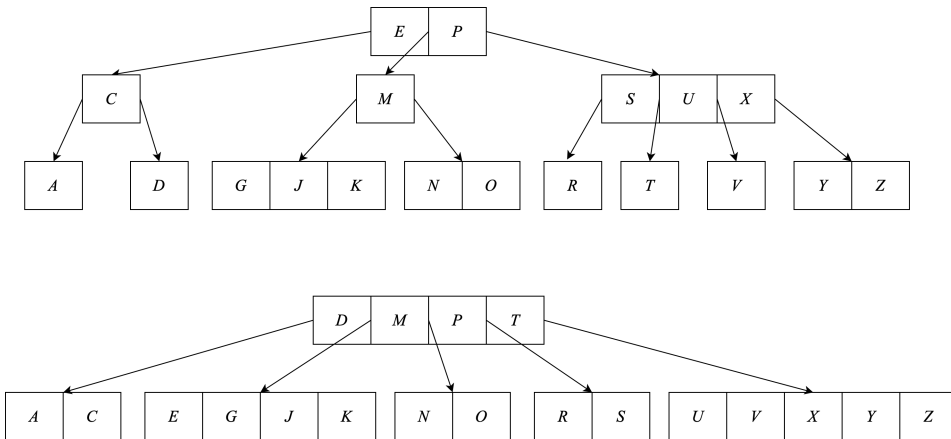 E P
C M S U X
A D G J K N O R T V Y Z
D M P T
A C E G J K N O R S U V X Y Z